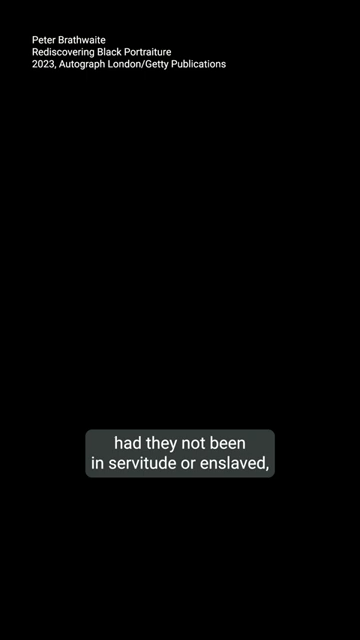 Peter Brathwaite
Rediscovering Black Portraiture
2023, Autograph London/Getty Publications
had they not been
in servitude or enslaved,